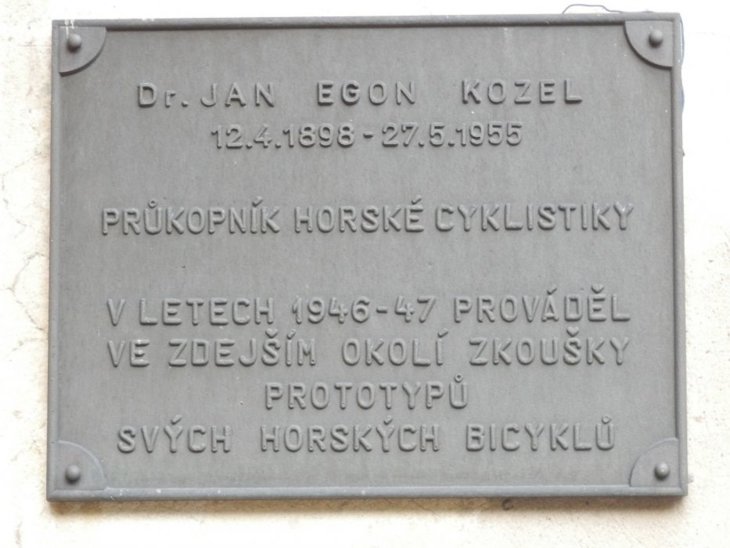 Dr. JAN EGON KOZEL
12.4.1898 - 27.5.1955
PRŮKOPNÍK HORSKÉ CYKLISTIKY
V LETECH 1946-47 PROVÁDĚL
VE ZDEJŠÍM OKOLÍ ZKOUŠKY
PROTOTYPŮ
SVÝCH HORSKÝCH BICYKLŮ